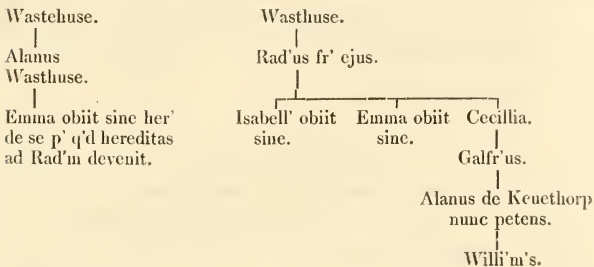 Wastehuse.
Alanus
Wasthuse.
Emma obiit sine her'
de se p' q'd hereditas
ad Rad'm devenit.
Wasthuse.
Rad'us fr' ejus.
Isabell' obiit
sine.
Emma obiit
sine.
Cecillia.
Galfr'us.
Alanus de Keuethorp
nunc petens.
Willi'm's.